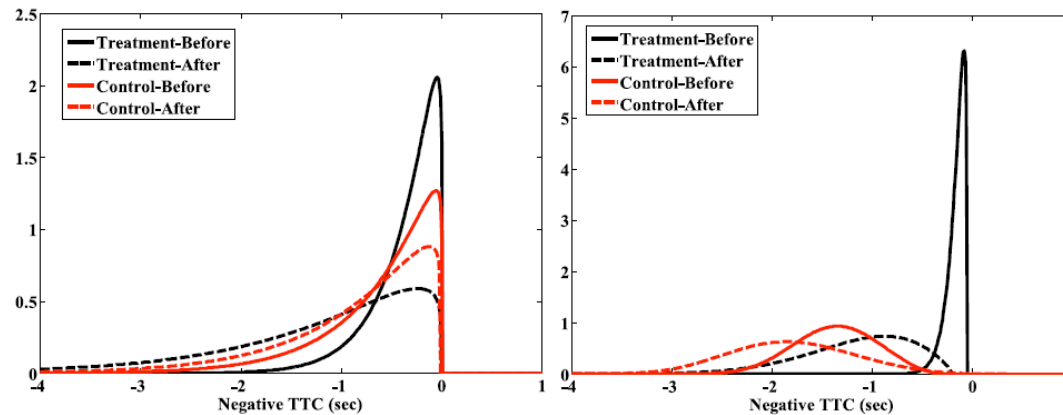 2.5
2
1.5
1
0.5
0
Treatment-Before
Treatment-After
Control-Before
Control-After
-4 -3 -2 -1 0 1
Negative TTC (sec)
7
6
5
4
3
2
1
0
Treatment-Before
Treatment-After
Control-Before
Control-After
-4 -3 -2 -1 0
Negative TTC (sec)